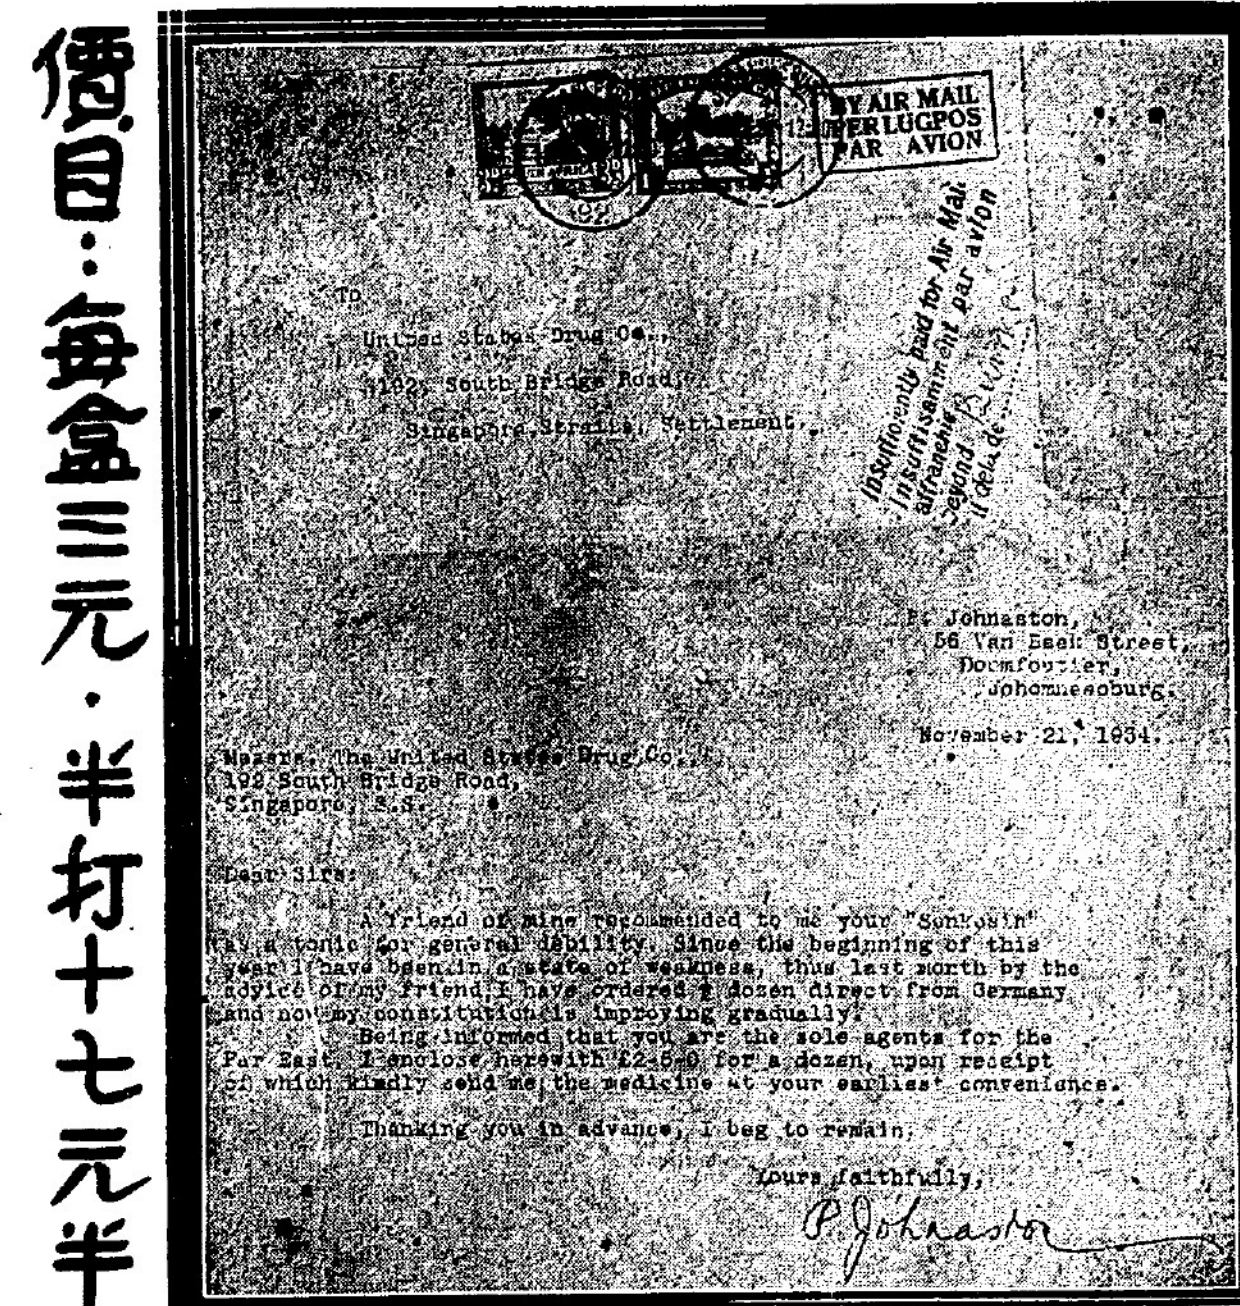 價目：每盒三元．半打十七元半
BY AIR MAIL
PER LUGPOS
PAR AVION
Insufficiently paid for Air Mail
Insuffisamment par avion
affranchie
beyond
il dela de
To
United States Drug Co.,
192, South Bridge Road,
Singapore, Straits, Settlement.
P. Johnaston,
56 Van Beek Street,
Johannesburg.
November 21, 1934.
Messrs. The United States Drug Co.,
192 South Bridge Road,
Singapore, S.S.
Dear Sirs:
A friend of mine recommended to me your "Sonkosin"
as a tonic for general debility. Since the beginning of this
year I have been in a state of weakness, thus last month by the
advice of my friend, I have ordered ½ dozen direct from Germany
and now my constitution is improving gradually.
Being informed that you are the sole agents for the
Far East, I enclose herewith £2-5-0 for a dozen, upon receipt
of which kindly send me the medicine at your earliest convenience.
Thanking you in advance, I beg to remain,
Yours faithfully,
P. Johnaston